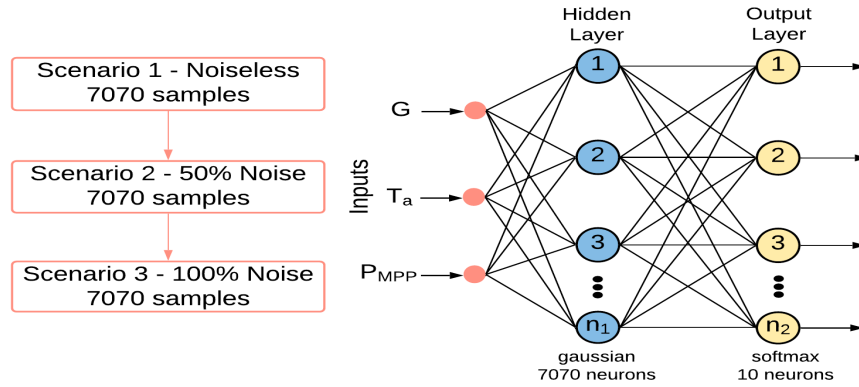 Scenario 1 - Noiseless
7070 samples
Scenario 2 - 50% Noise
7070 samples
Scenario 3 - 100% Noise
7070 samples
Inputs
G
Ta
PMPP
Hidden
Layer
1
2
3
n1
gaussian
7070 neurons
Output
Layer
1
2
3
n2
softmax
10 neurons